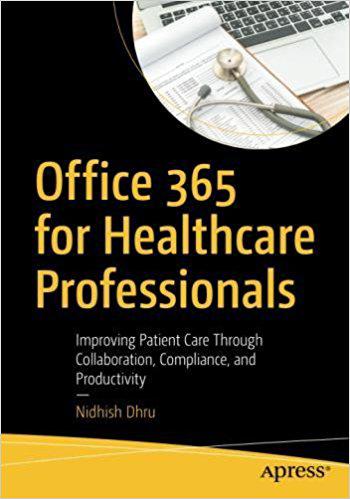 Office 365
for Healthcare
Professionals
Improving Patient Care Through
Collaboration, Compliance, and
Productivity
—
Nidhish Dhru
Apress®